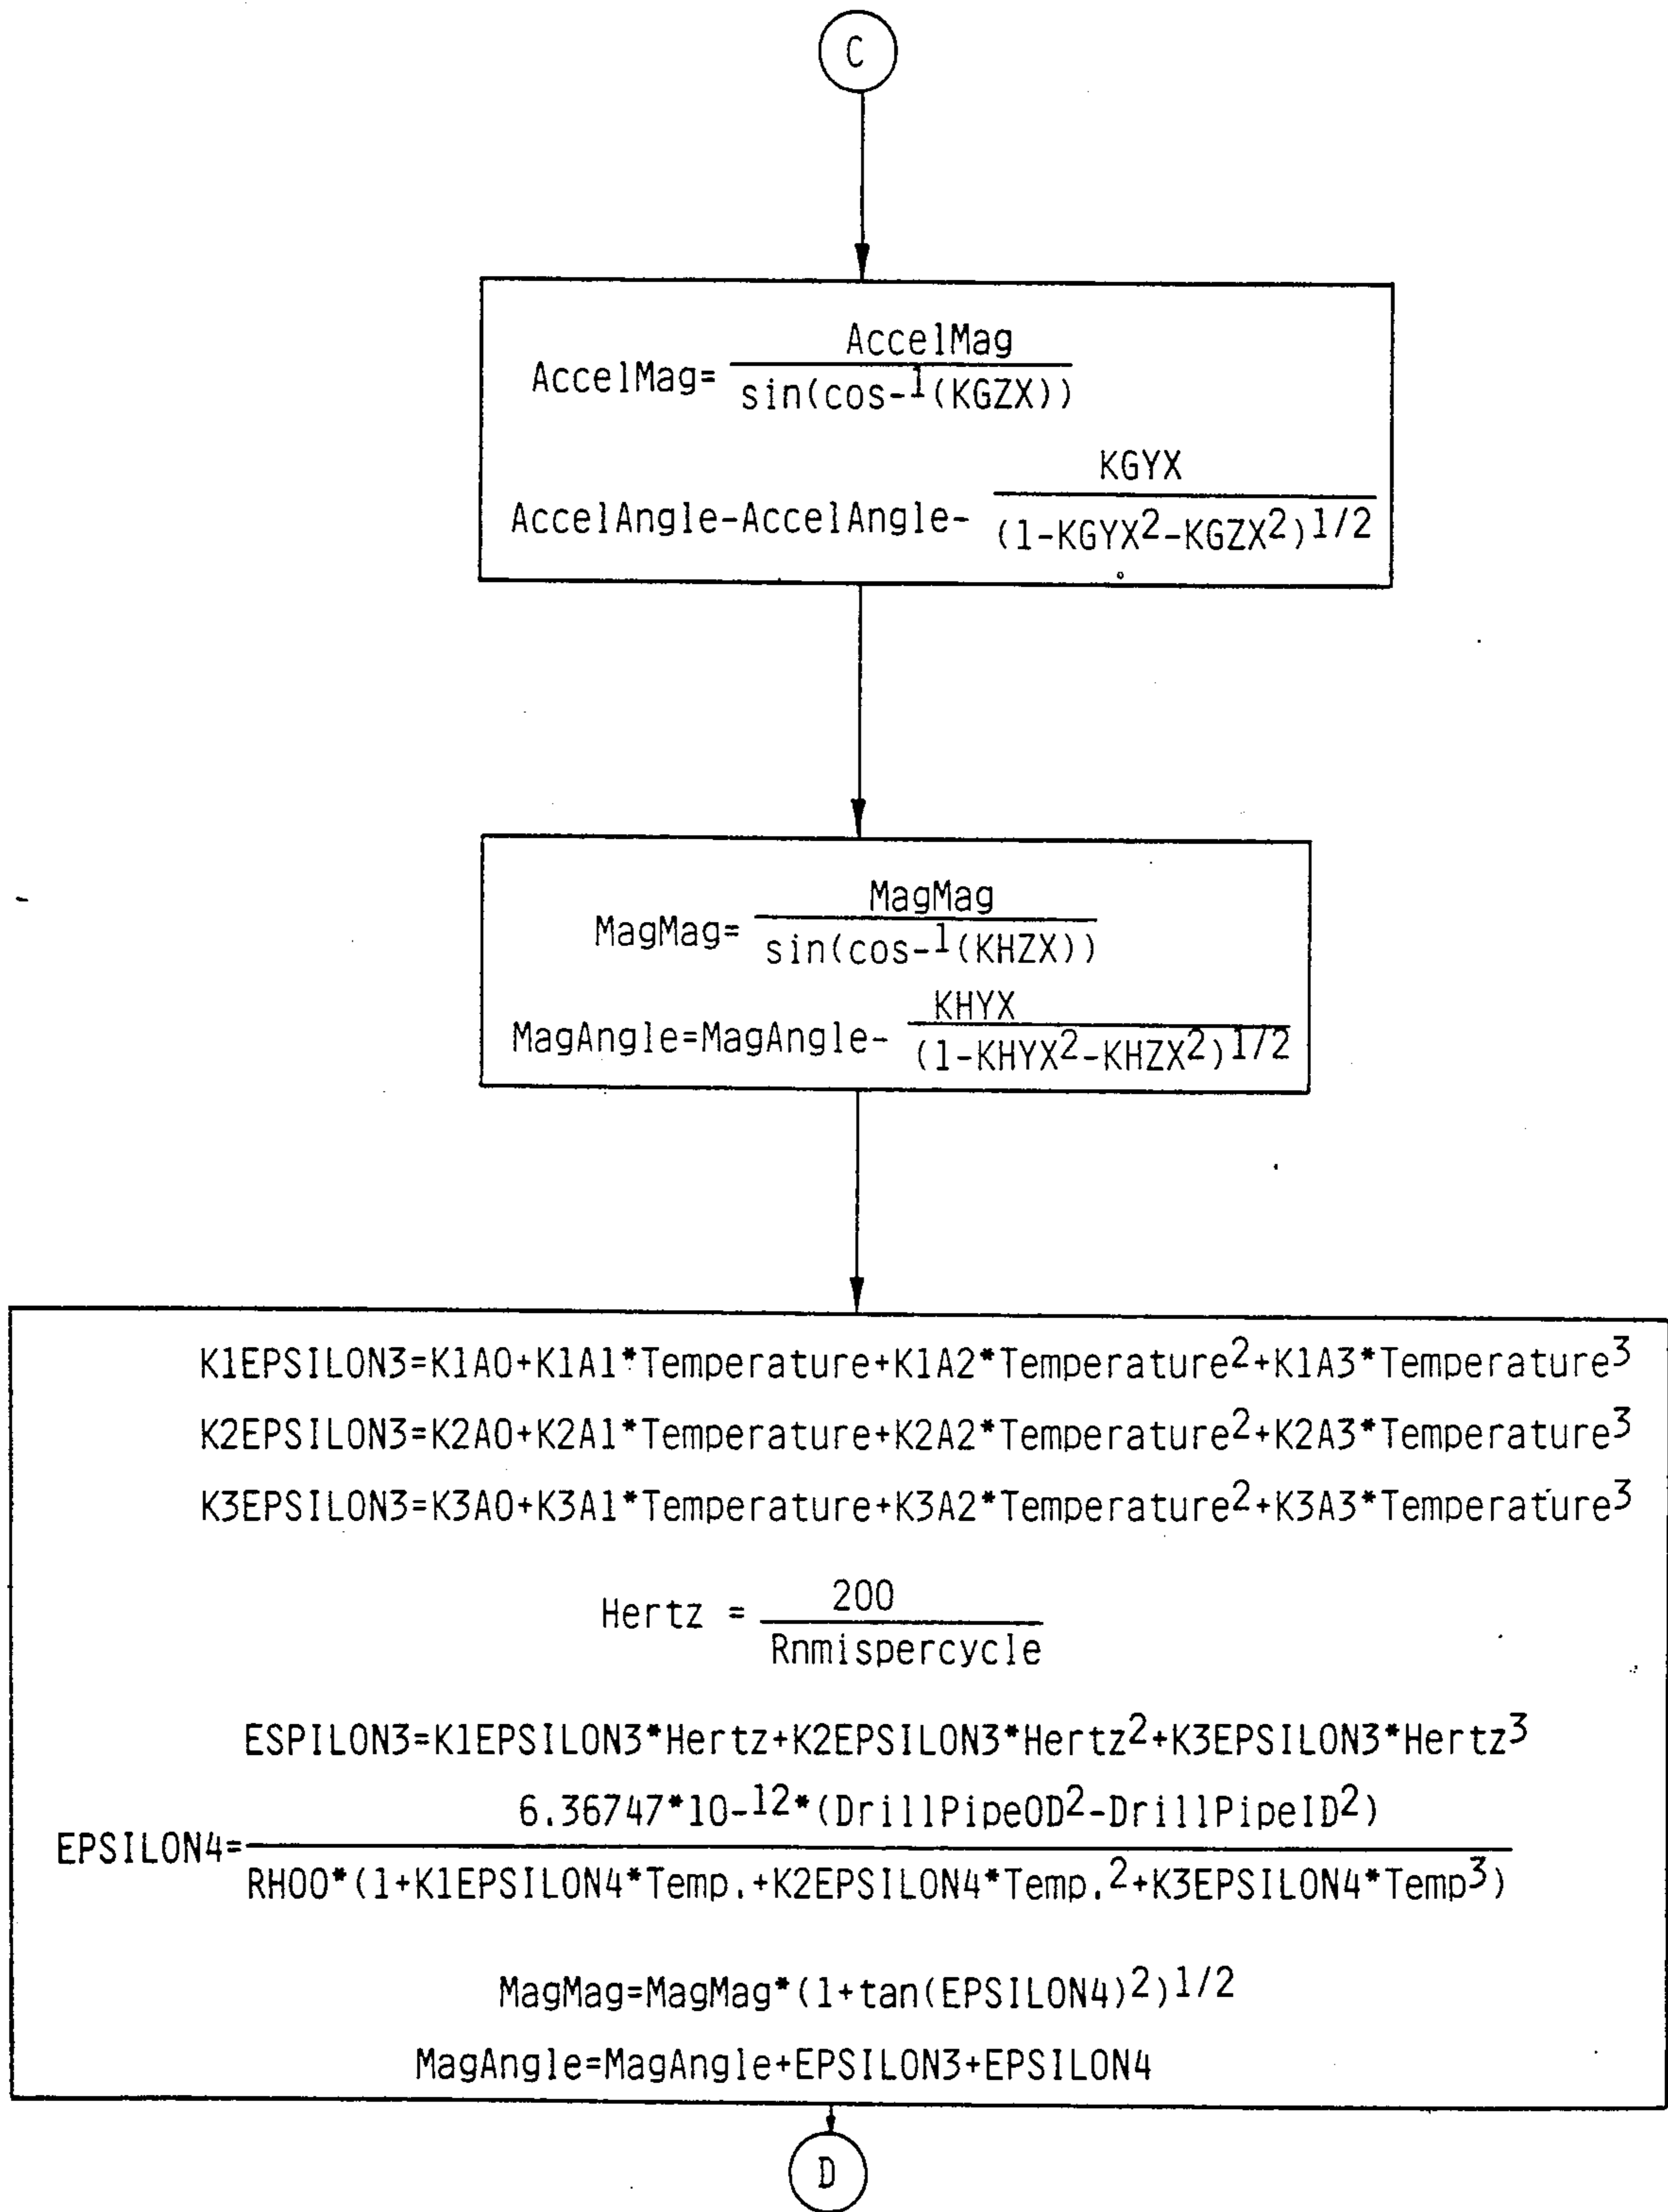 C
AccelMag= AccelMag
sin(cos-1(KGZX))
KGYX
AccelAngle-AccelAngle-
(1-KGYX2-KGZX2)1/2
MagMag= MagMag
sin(cos-1(KHZX))
KHYX
MagAngle=MagAngle-
(1-KHYX2-KHZX2)1/2
K1EPSILON3=K1A0+K1A1*Temperature+K1A2*Temperature2+K1A3*Temperature3
K2EPSILON3=K2A0+K2A1*Temperature+K2A2*Temperature2+K2A3*Temperature3
K3EPSILON3=K3A0+K3A1*Temperature+K3A2*Temperature2+K3A3*Temperature3
Hertz = 200
Rnmispercycle
ESPILON3=K1EPSILON3*Hertz+K2EPSILON3*Hertz2+K3EPSILON3*Hertz3
6.36747*10-12*(DrillPipeOD2-DrillPipeID2)
EPSILON4=
RHOO*(1+K1EPSILON4*Temp.+K2EPSILON4*Temp.2+K3EPSILON4*Temp3)
MagMag=MagMag*(1+tan(EPSILON4)2)1/2
MagAngle=MagAngle+EPSILON3+EPSILON4
D